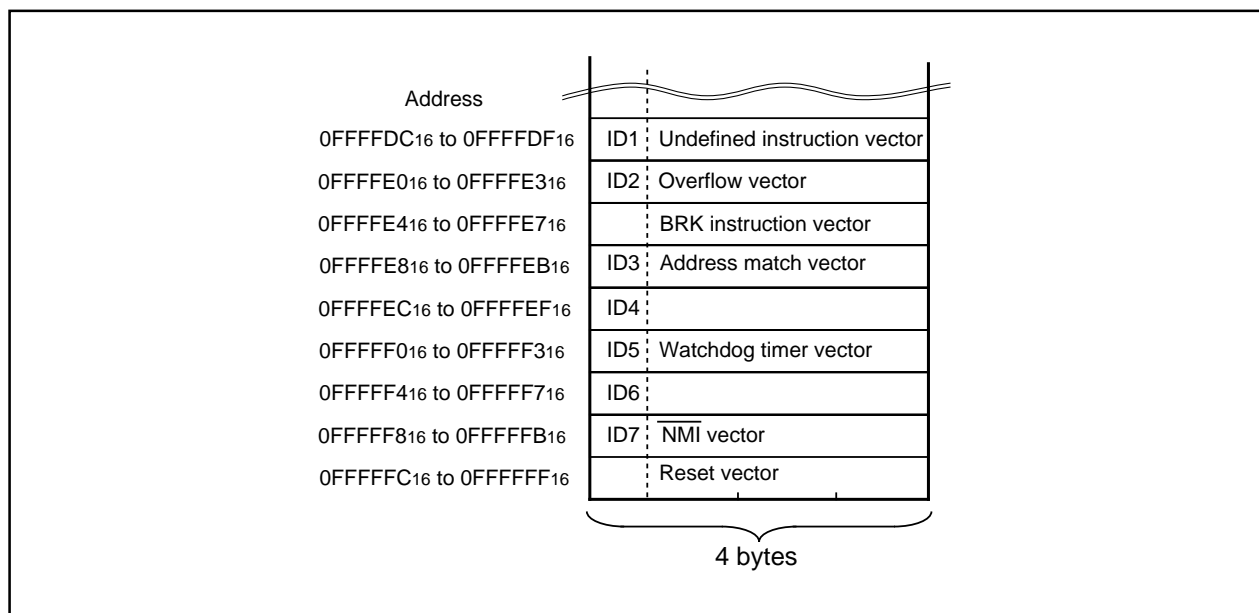 Address
0FFFFDC16 to 0FFFFDF16 ID1 Undefined instruction vector
0FFFFE016 to 0FFFFE316 ID2 Overflow vector
0FFFFE416 to 0FFFFE716 BRK instruction vector
0FFFFE816 to 0FFFFEB16 ID3 Address match vector
0FFFFEC16 to 0FFFFEF16 ID4
0FFFFF016 to 0FFFFF316 ID5 Watchdog timer vector
0FFFFF416 to 0FFFFF716 ID6
0FFFFF816 to 0FFFFFB16 ID7 N̅M̅I̅ vector
0FFFFFC16 to 0FFFFFF16 Reset vector
4 bytes